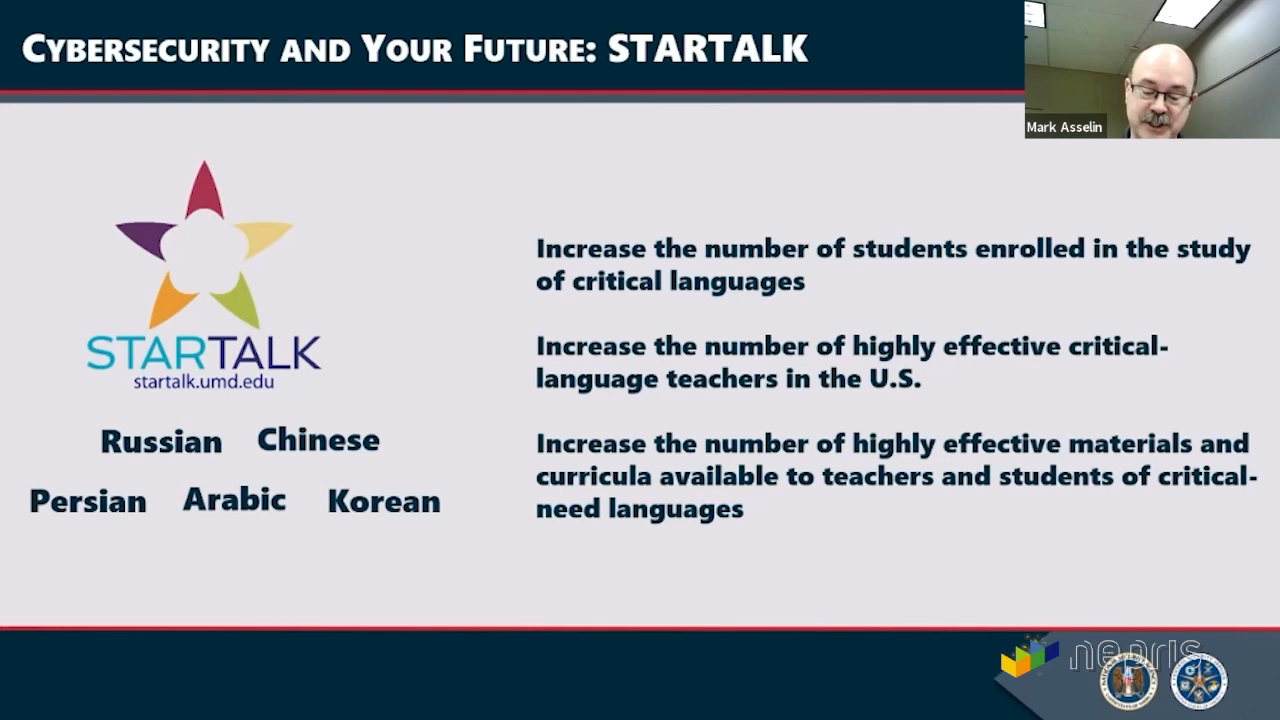 CYBERSECURITY AND YOUR FUTURE: STARTALK
Mark Asselin
STARTALK
startalk.umd.edu
Russian Chinese
Persian Arabic Korean
Increase the number of students enrolled in the study
of critical languages
Increase the number of highly effective critical-
language teachers in the U.S.
Increase the number of highly effective materials and
curricula available to teachers and students of critical-
need languages
nepris